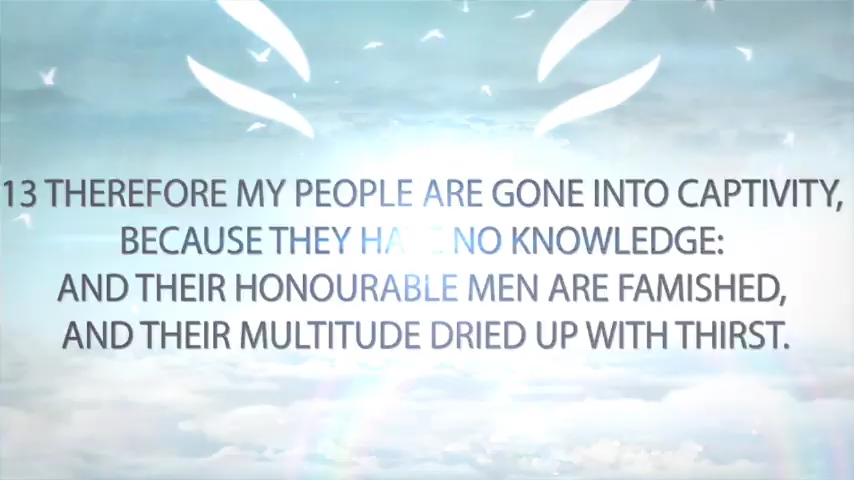 13 THEREFORE MY PEOPLE ARE GONE INTO CAPTIVITY,
BECAUSE THEY HAVE NO KNOWLEDGE:
AND THEIR HONOURABLE MEN ARE FAMISHED,
AND THEIR MULTITUDE DRIED UP WITH THIRST.